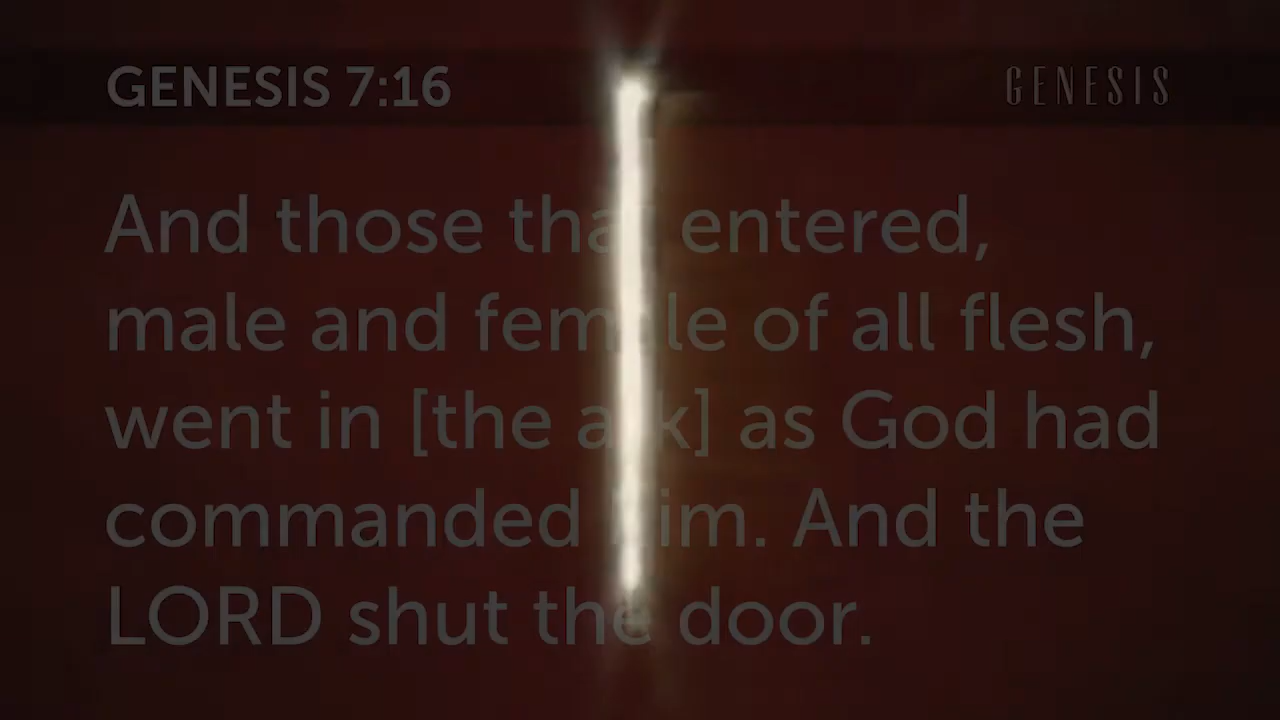 GENESIS 7:16
GENESIS
And those that entered,
male and female of all flesh,
went in [the ark] as God had
commanded him. And the
LORD shut the door.